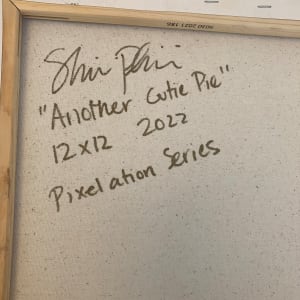 "Another Cutie Pie"
12x12 2022
Pixelation Series